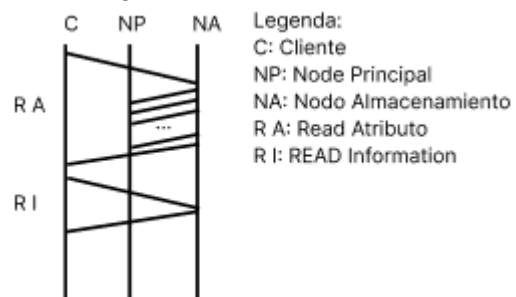 C NP NA
R A
...
R I
Legenda:
C: Cliente
NP: Node Principal
NA: Nodo Almacenamiento
R A: Read Atributo
R I: READ Information